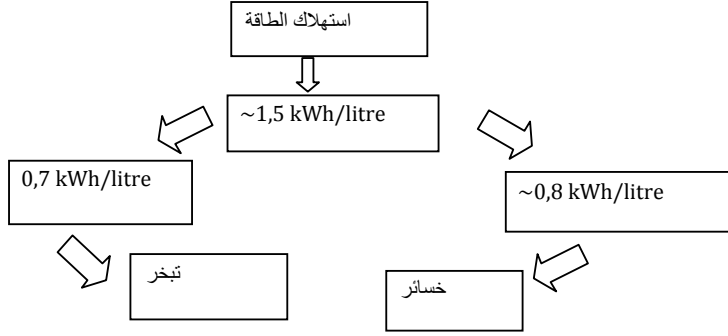 استهلاك الطاقة
~1,5 kWh/litre
0,7 kWh/litre
~0,8 kWh/litre
تبخر
خسائر